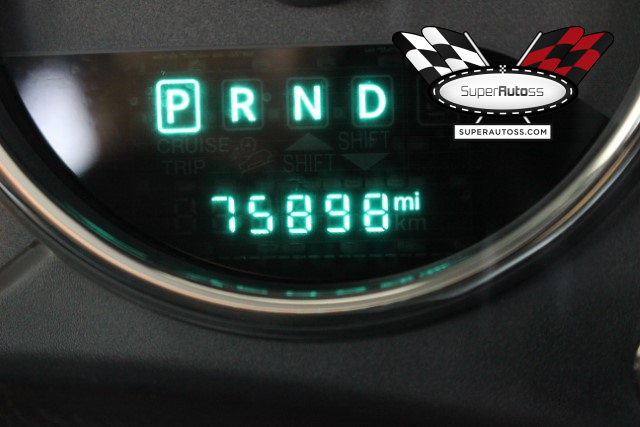 SuperAutoss
SUPERAUTOSS.COM
P R N D
CRUISE SHIFT
TRIP SHIFT
75898 mi
km